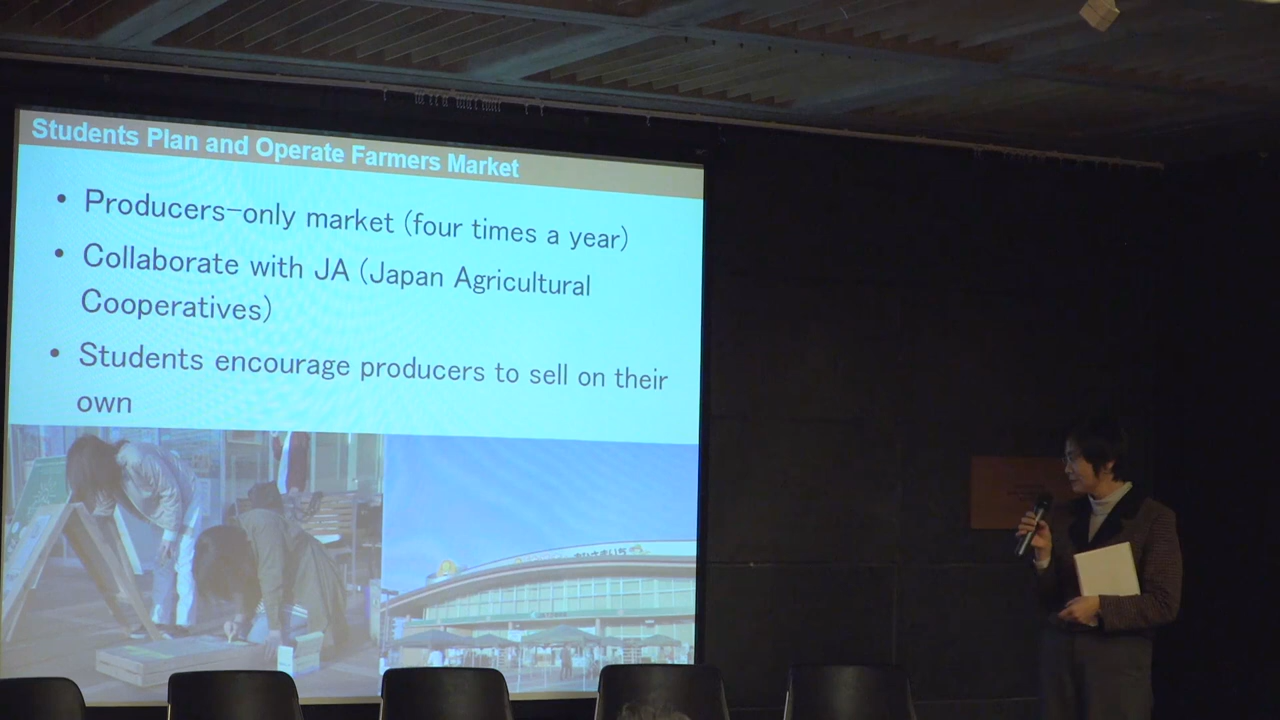 Students Plan and Operate Farmers Market
• Producers-only market (four times a year)
• Collaborate with JA (Japan Agricultural
Cooperatives)
• Students encourage producers to sell on their
own